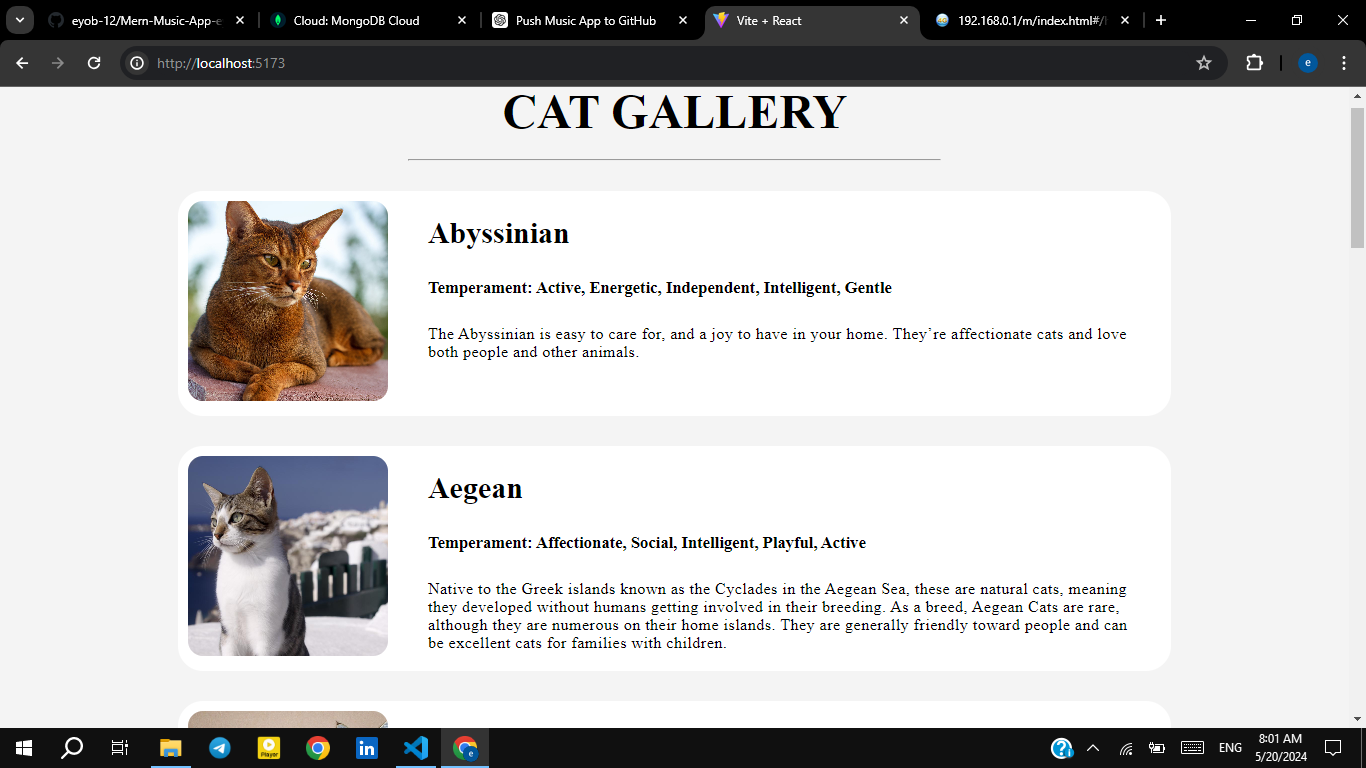 eyob-12/Mern-Music-App-e
Cloud: MongoDB Cloud
Push Music App to GitHub
Vite + React
192.168.0.1/m/index.html#/
http://localhost:5173
e
CAT GALLERY
Abyssinian
Temperament: Active, Energetic, Independent, Intelligent, Gentle
The Abyssinian is easy to care for, and a joy to have in your home. They’re affectionate cats and love
both people and other animals.
Aegean
Temperament: Affectionate, Social, Intelligent, Playful, Active
Native to the Greek islands known as the Cyclades in the Aegean Sea, these are natural cats, meaning
they developed without humans getting involved in their breeding. As a breed, Aegean Cats are rare,
although they are numerous on their home islands. They are generally friendly toward people and can
be excellent cats for families with children.
Player
in
e
?
ENG
8:01 AM
5/20/2024